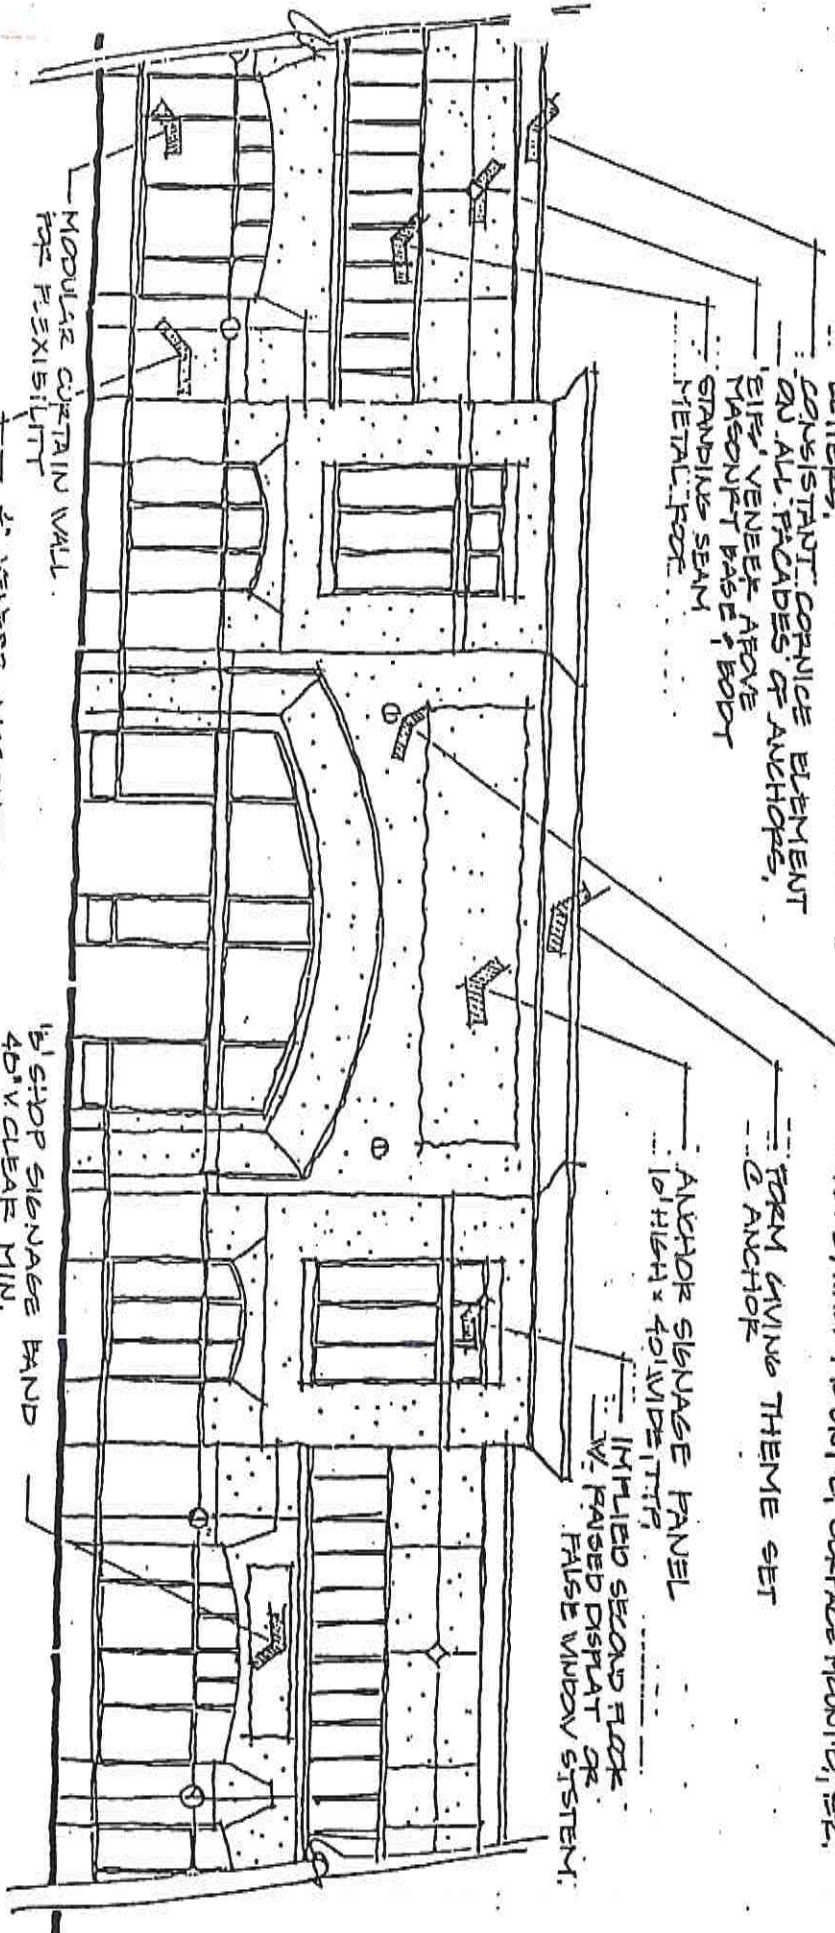 CONSISTANT CORNICE ELEMENT
ON ALL FACADES OF ANCHORS.
'EIFS' VENEER ABOVE
MASONRY BASE & BODY
STANDING SEAM
METAL ROOF
SURFACE MOUNTED,
FORM GIVING THEME SET
@ ANCHOR
ANCHOR SIGNAGE PANEL
10' HIGH x 40' WIDE, TYP.
IMPLIED SECOND FLOOR
W/ RAISED DISPLAY OR
FALSE WINDOW SYSTEM.
MODULAR CURTAIN WALL
FOR FLEXIBILITY
SHOP SIGNAGE BAND
V. CLEAR MIN.